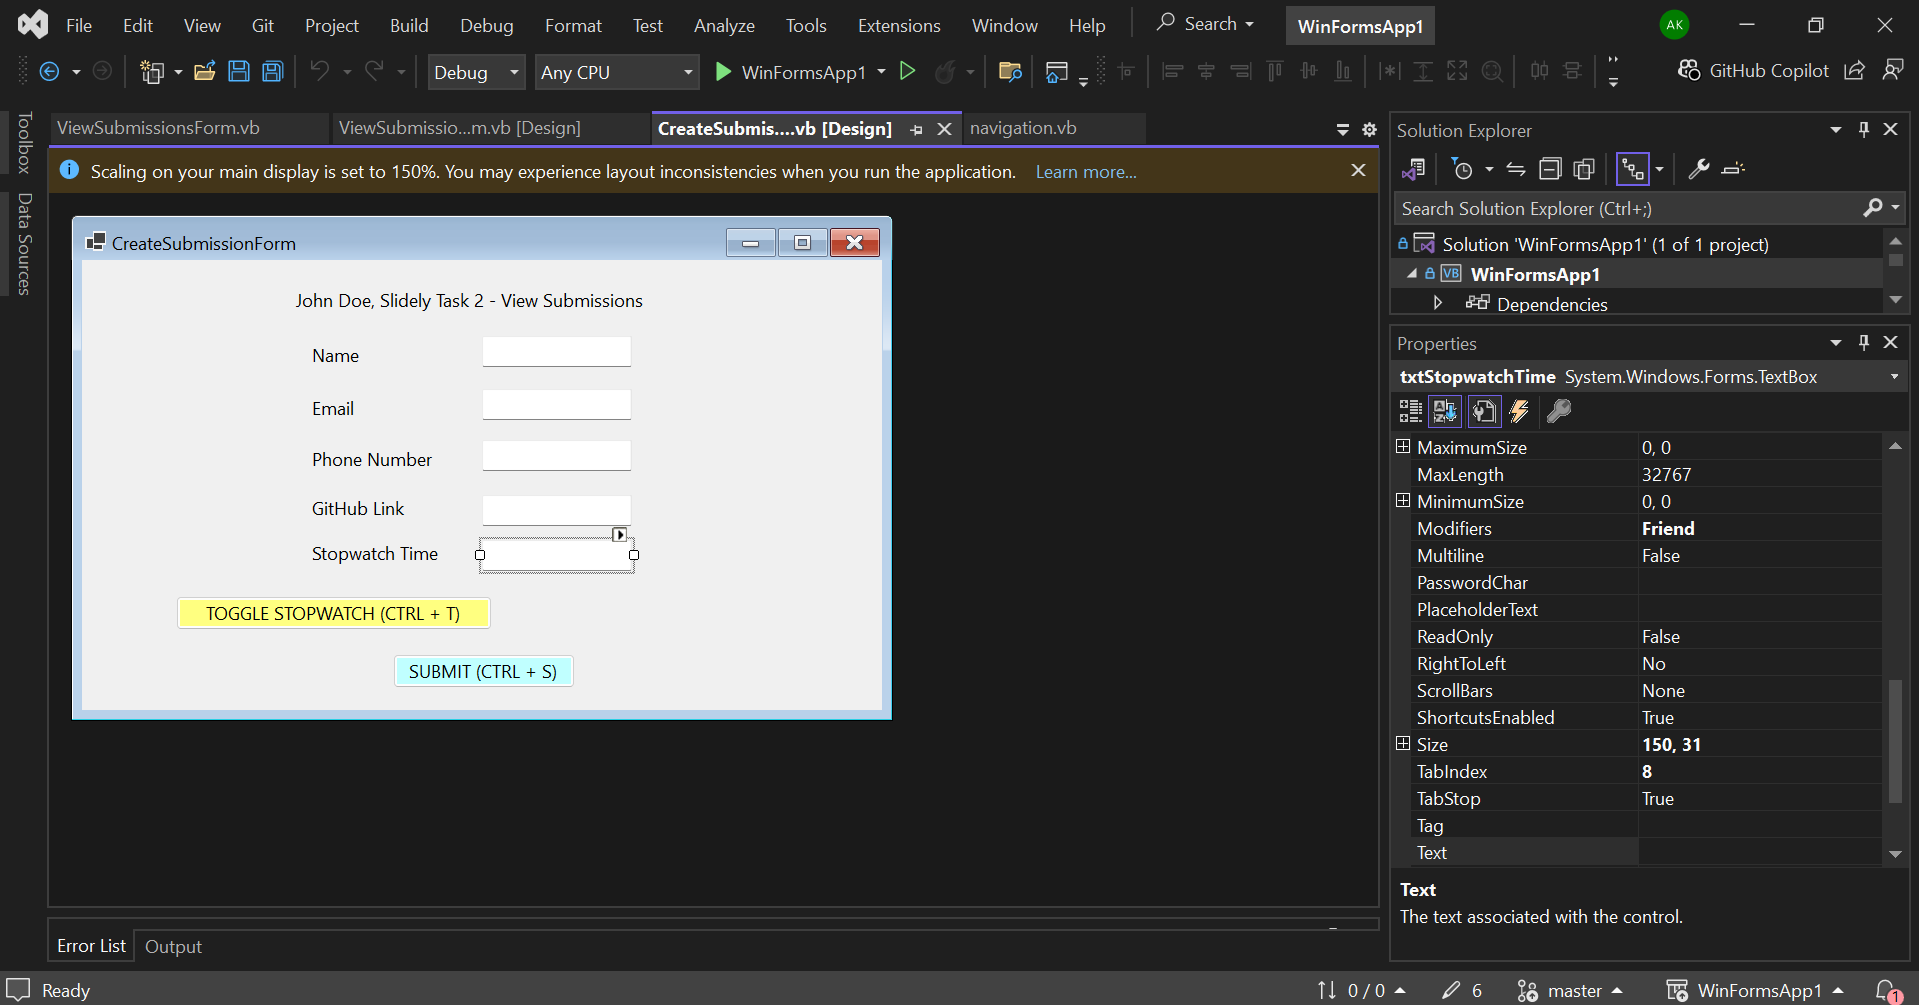 File Edit View Git Project Build Debug Format Test Analyze Tools Extensions Window Help Search WinFormsApp1 AK
Debug Any CPU WinFormsApp1 GitHub Copilot
Toolbox
Data Sources
ViewSubmissionsForm.vb ViewSubmissio...m.vb [Design] CreateSubmis....vb [Design] navigation.vb
Scaling on your main display is set to 150%. You may experience layout inconsistencies when you run the application. Learn more...
CreateSubmissionForm
John Doe, Slidely Task 2 - View Submissions
Name
Email
Phone Number
GitHub Link
Stopwatch Time
TOGGLE STOPWATCH (CTRL + T)
SUBMIT (CTRL + S)
Error List Output
Solution Explorer
Search Solution Explorer (Ctrl+;)
Solution 'WinFormsApp1' (1 of 1 project)
VB WinFormsApp1
Dependencies
Properties
txtStopwatchTime System.Windows.Forms.TextBox
MaximumSize 0, 0
MaxLength 32767
MinimumSize 0, 0
Modifiers Friend
Multiline False
PasswordChar
PlaceholderText
ReadOnly False
RightToLeft No
ScrollBars None
ShortcutsEnabled True
Size 150, 31
TabIndex 8
TabStop True
Tag
Text
Text
The text associated with the control.
Ready 0 / 0 6 master WinFormsApp1 1